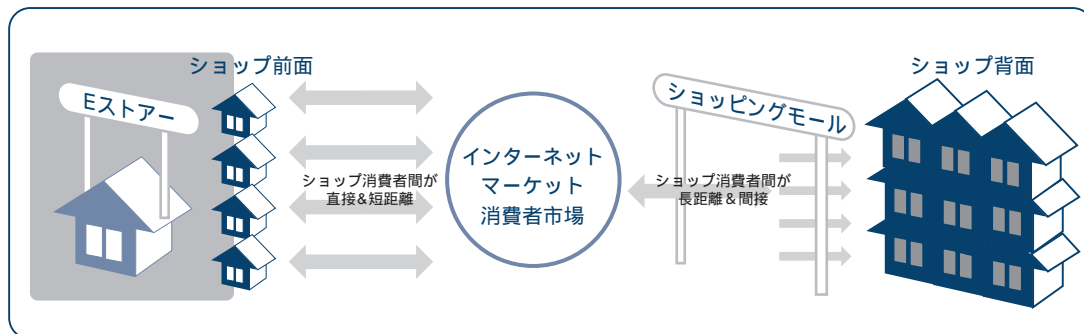 ショップ前面
Eストアー
ショップ消費者間が
直接&短距離
インターネット
マーケット
消費者市場
ショッピングモール
ショップ消費者間が
長距離&間接
ショップ背面